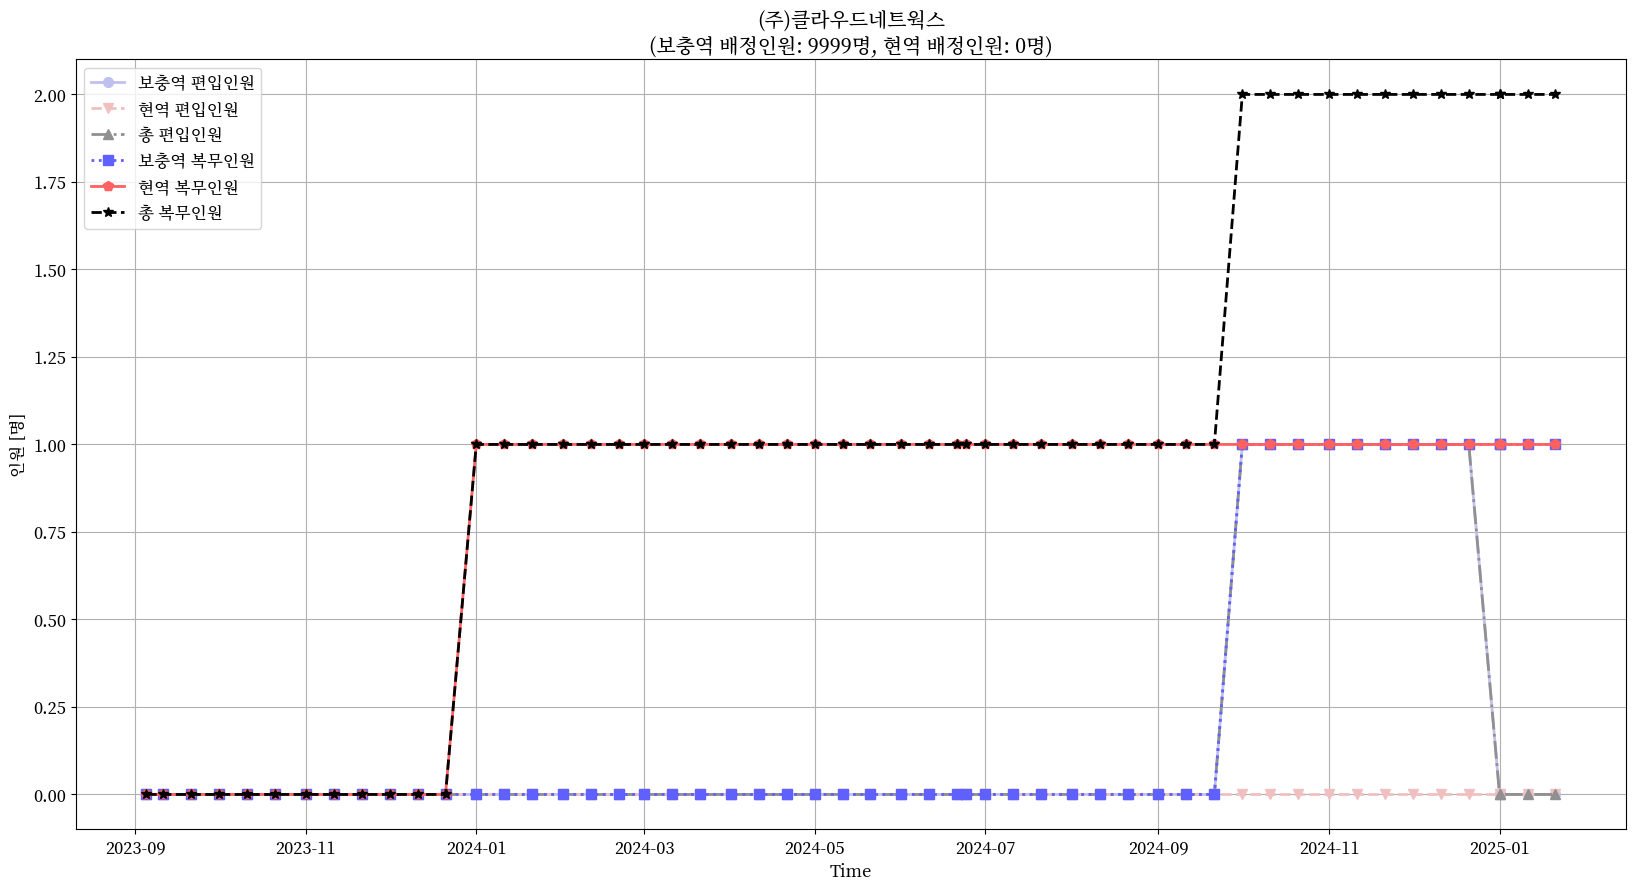 (주)클라우드네트웍스
(보충역 배정인원: 9999명, 현역 배정인원: 0명)
보충역 편입인원
현역 편입인원
총 편입인원
보충역 복무인원
현역 복무인원
총 복무인원
인원 [명]
2.00
1.75
1.50
1.25
1.00
0.75
0.50
0.25
0.00
2023-09 2023-11 2024-01 2024-03 2024-05 2024-07 2024-09 2024-11 2025-01
Time